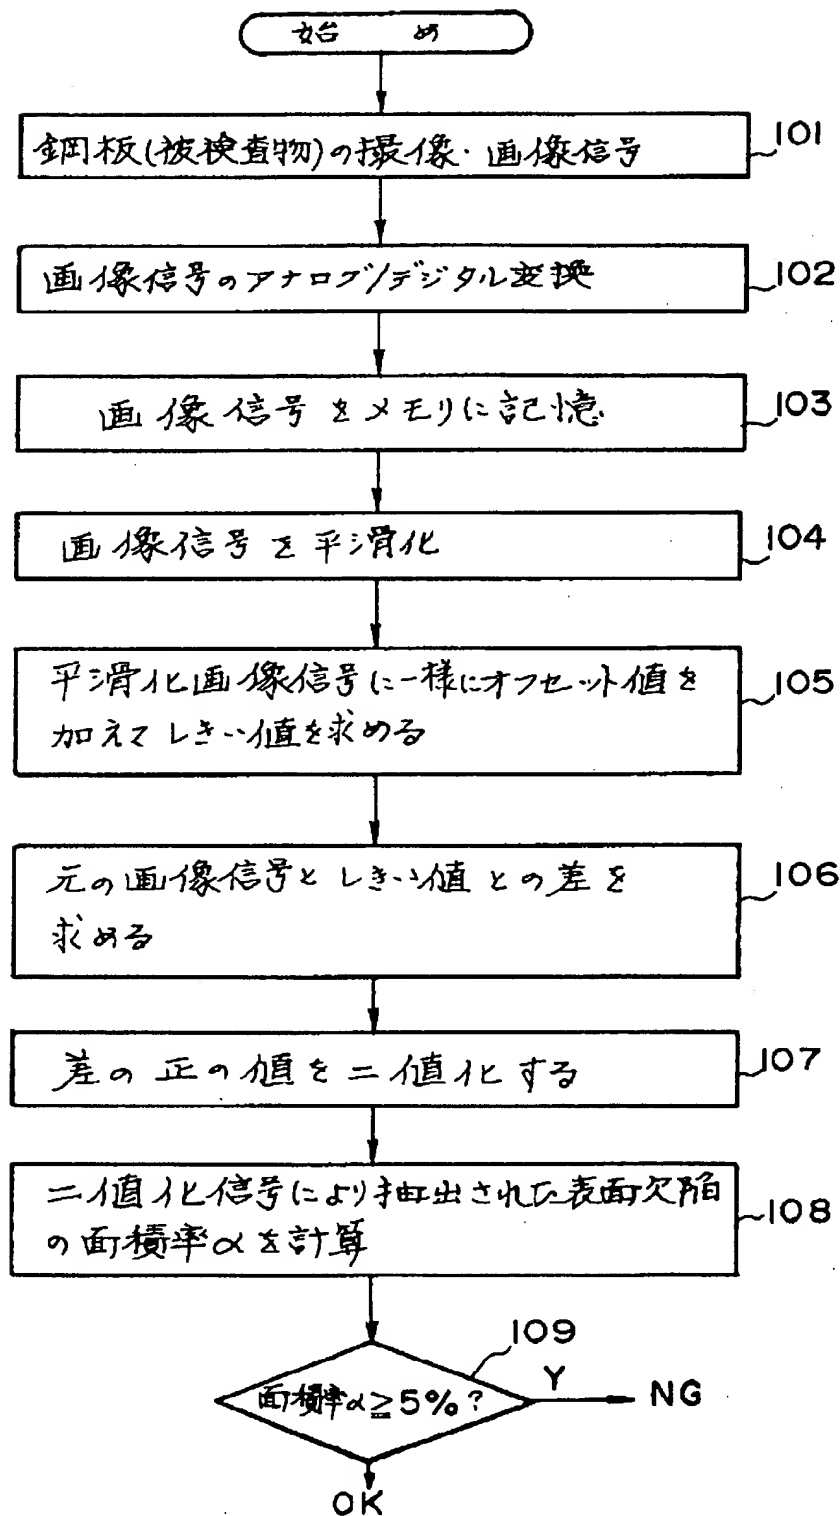 始め
鋼板(被検査物)の撮像・画像信号
101
画像信号のアナログ/デジタル変換
102
画像信号をメモリに記憶
103
画像信号を平滑化
104
平滑化画像信号に一様にオフセット値を
加えてしきい値を求める
105
元の画像信号としきい値との差を
求める
106
差の正の値を二値化する
107
二値化信号により抽出された表面欠陥
の面積率αを計算
108
109
面積率α≧5%?
Y
NG
OK